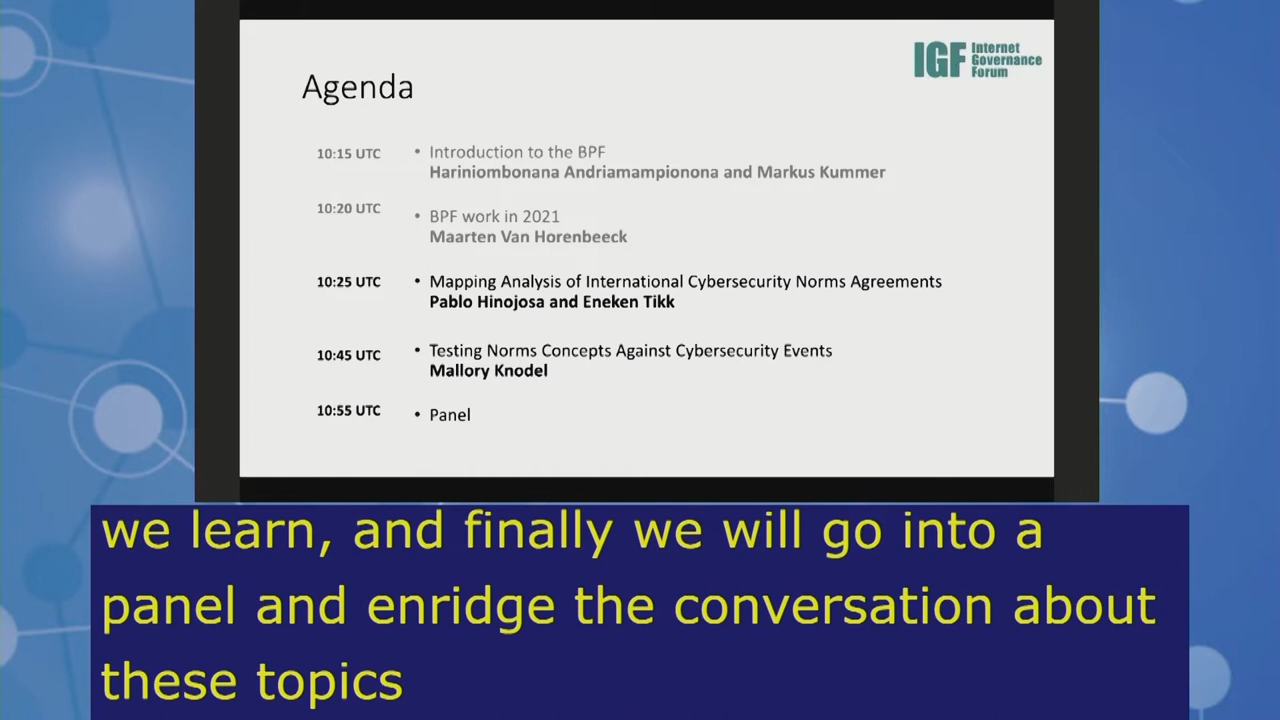 IGF Internet
Governance
Forum
Agenda
10:15 UTC • Introduction to the BPF
Hariniombonana Andriamampionona and Markus Kummer
10:20 UTC • BPF work in 2021
Maarten Van Horenbeeck
10:25 UTC • Mapping Analysis of International Cybersecurity Norms Agreements
Pablo Hinojosa and Eneken Tikk
10:45 UTC • Testing Norms Concepts Against Cybersecurity Events
Mallory Knodel
10:55 UTC • Panel
we learn, and finally we will go into a
panel and enridge the conversation about
these topics